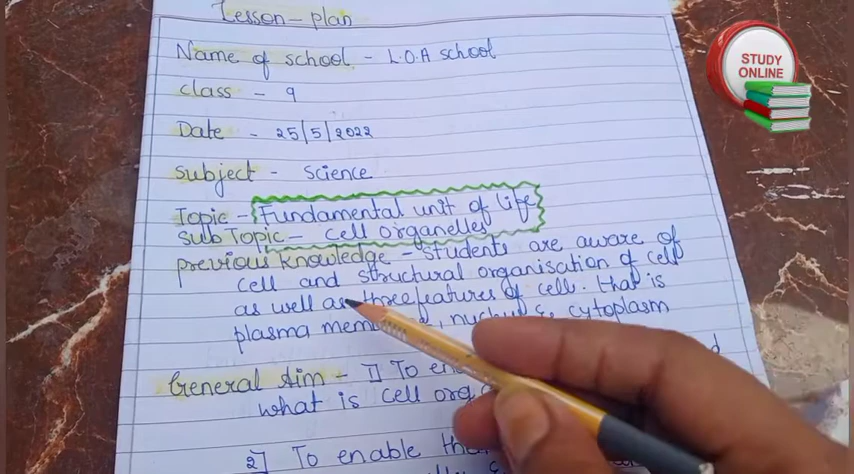 Lesson-plan
Name of school - L.O.A school
class - 9
Date - 25/5/2022
Subject - Science
Topic - Fundamental unit of life
Sub Topic - Cell organelles
previous knowledge - Students are aware of
cell and structural organisation of cell
as well as three features of cell. that is
plasma , cytoplasm
General Aim - 1] To
what is cell
2] To enable
STUDY
ONLINE